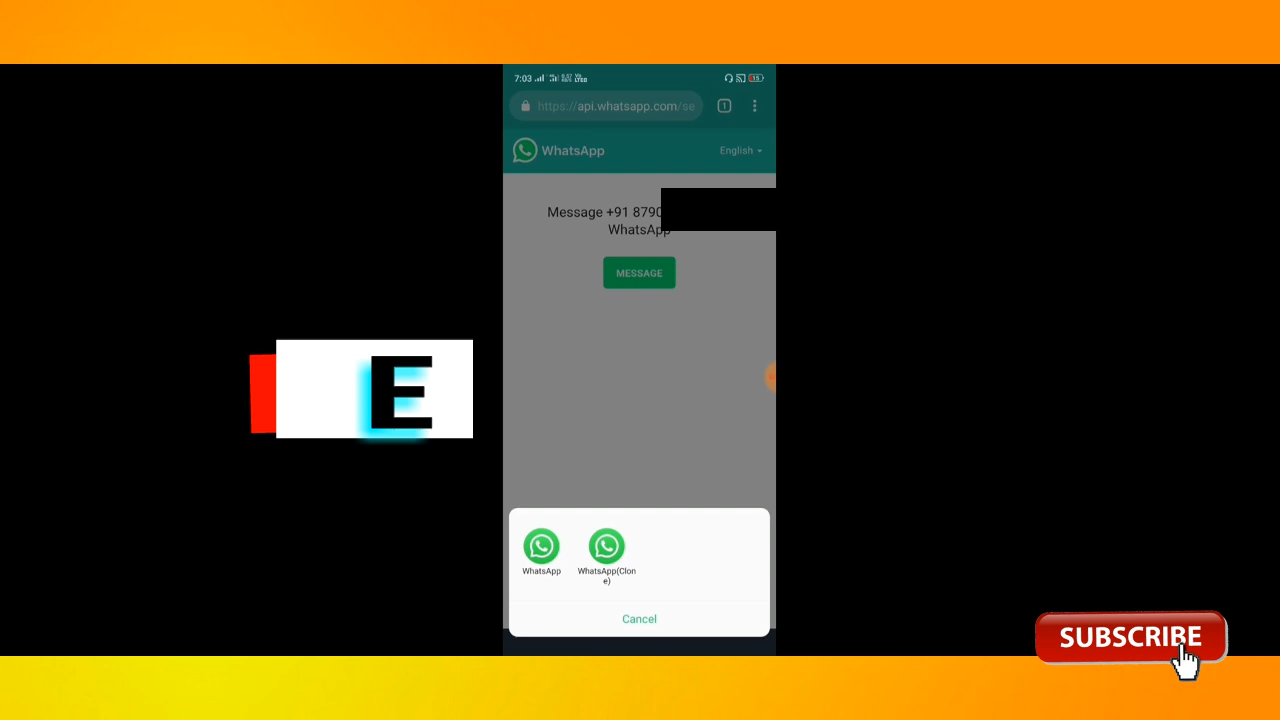 7:03
15
https://api.whatsapp.com/se
1
WhatsApp
English
Message +91 8790
WhatsApp
MESSAGE
E
WhatsApp
WhatsApp(Clon
e)
Cancel
SUBSCRIBE